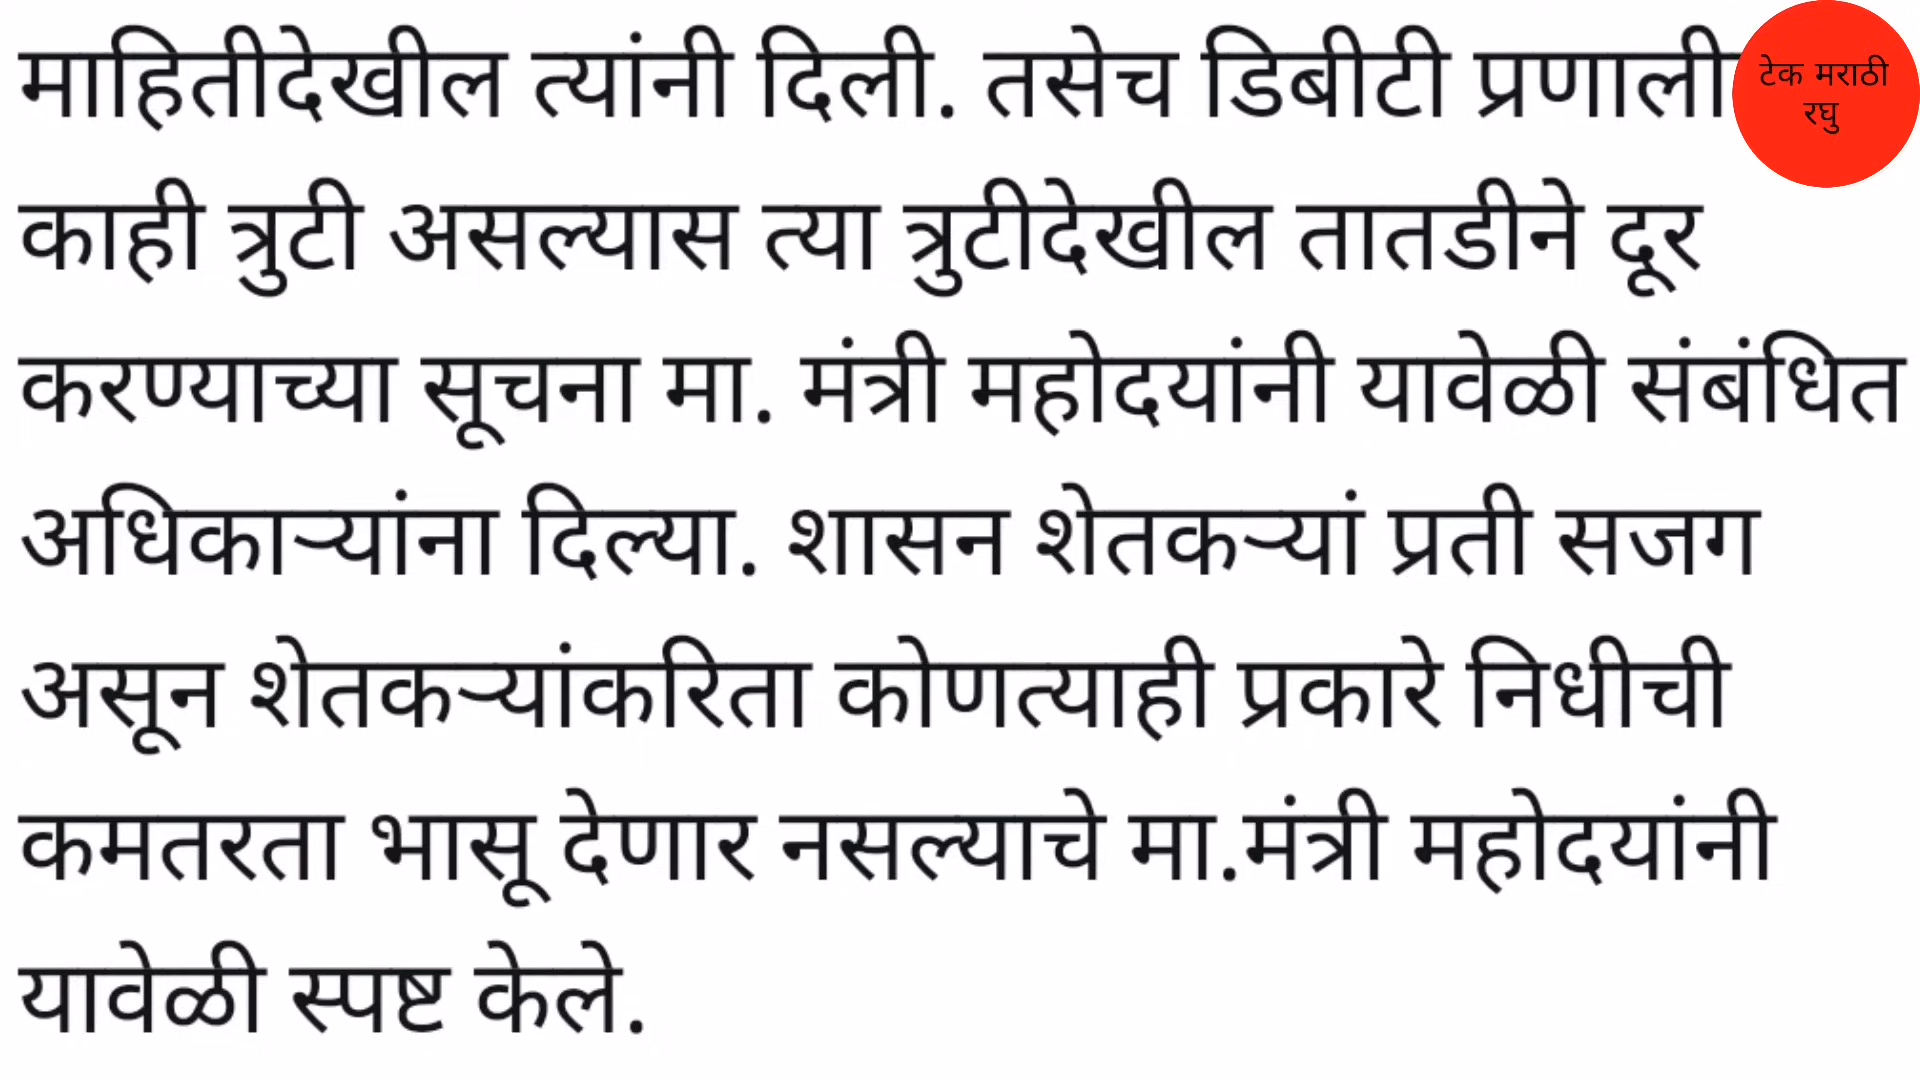 माहितीदेखील त्यांनी दिली. तसेच डिबीटी प्रणाली
काही त्रुटी असल्यास त्या त्रुटीदेखील तातडीने दूर
करण्याच्या सूचना मा. मंत्री महोदयांनी यावेळी संबंधित
अधिकाऱ्यांना दिल्या. शासन शेतकऱ्यां प्रती सजग
असून शेतकऱ्यांकरिता कोणत्याही प्रकारे निधीची
कमतरता भासू देणार नसल्याचे मा.मंत्री महोदयांनी
यावेळी स्पष्ट केले.
टेक मराठी
रघु